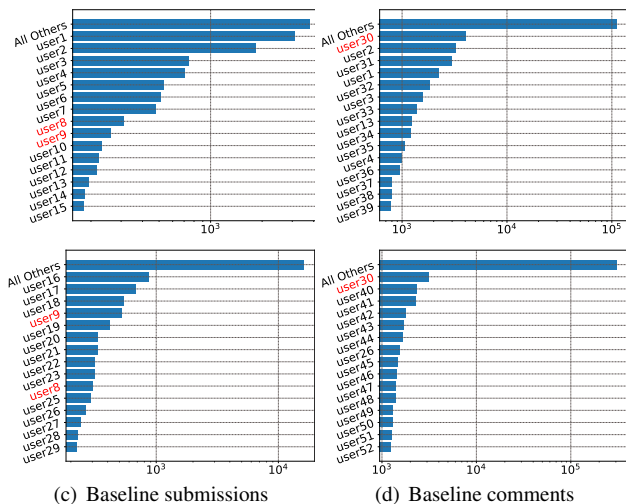 All Others
user1
user2
user3
user4
user5
user6
user7
user8
user9
user10
user11
user12
user13
user14
user15
10³
All Others
user30
user2
user31
user1
user32
user3
user33
user13
user34
user35
user4
user36
user37
user38
user39
10³ 10⁴ 10⁵
All Others
user16
user17
user18
user9
user19
user20
user21
user22
user23
user8
user25
user26
user27
user28
user29
10³ 10⁴
All Others
user30
user40
user41
user42
user43
user44
user26
user45
user46
user47
user48
user49
user50
user51
user52
10³ 10⁴ 10⁵
(c) Baseline submissions
(d) Baseline comments